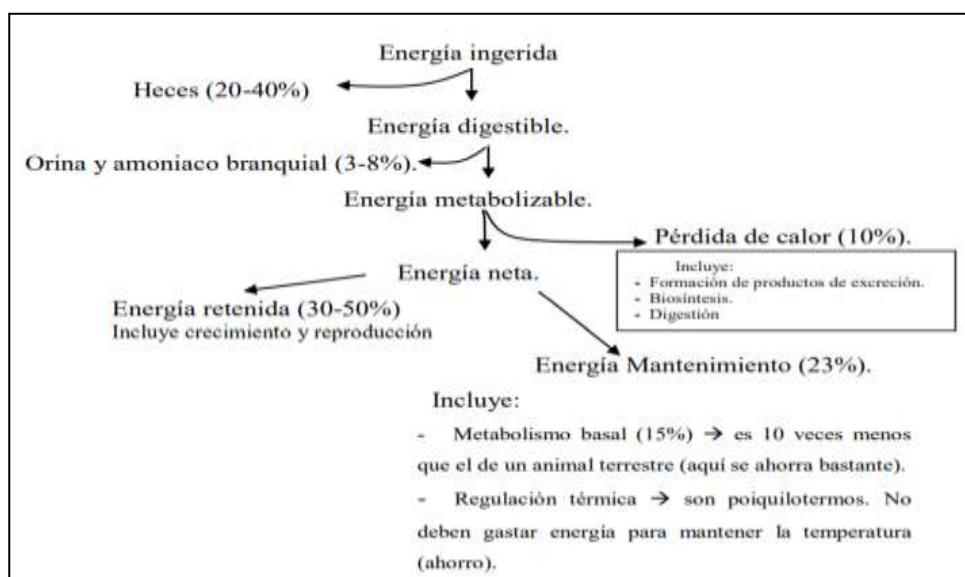 Energía ingerida
Heces (20-40%)
Energía digestible.
Orina y amoniaco branquial (3-8%).
Energía metabolizable.
Pérdida de calor (10%).
Incluye:
- Formación de productos de excreción.
- Biosíntesis.
- Digestión
Energía neta.
Energía retenida (30-50%)
Incluye crecimiento y reproducción
Energía Mantenimiento (23%).
Incluye:
- Metabolismo basal (15%) → es 10 veces menos
que el de un animal terrestre (aquí se ahorra bastante).
- Regulación térmica → son poiquilotermos. No
deben gastar energía para mantener la temperatura
(ahorro).